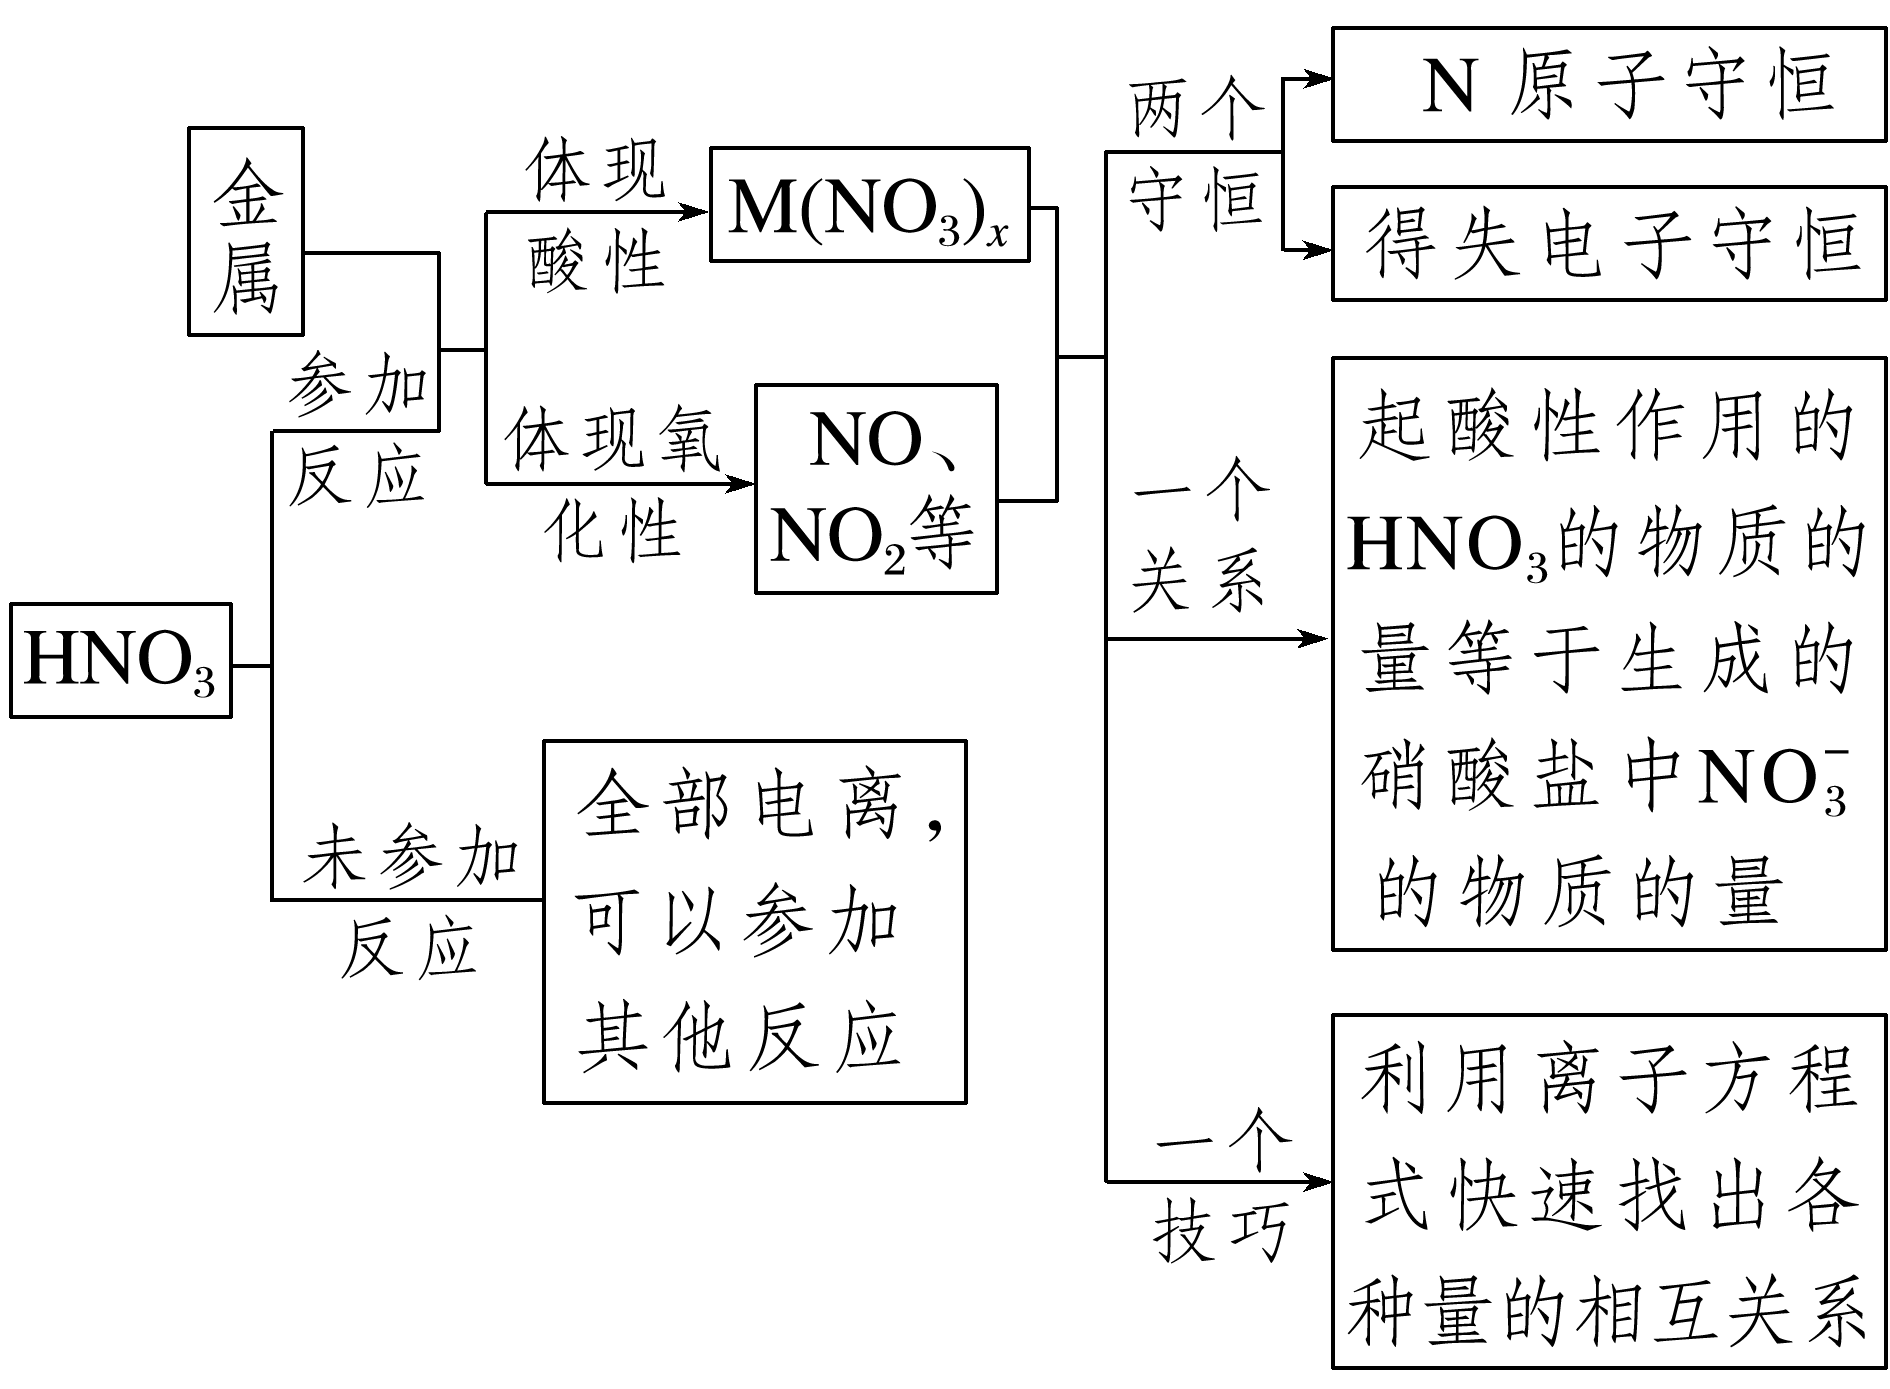 HNO₃
金
属
参加
反应
未参加
反应
体现
酸性
M(NO₃)ₓ
体现氧
化性
NO、
NO₂等
全部电离，
可以参加
其他反应
两个
守恒
N 原子守恒
得失电子守恒
一个
关系
起酸性作用的
HNO₃的物质的
量等于生成的
硝酸盐中NO₃⁻
的物质的量
一个
技巧
利用离子方程
式快速找出各
种量的相互关系